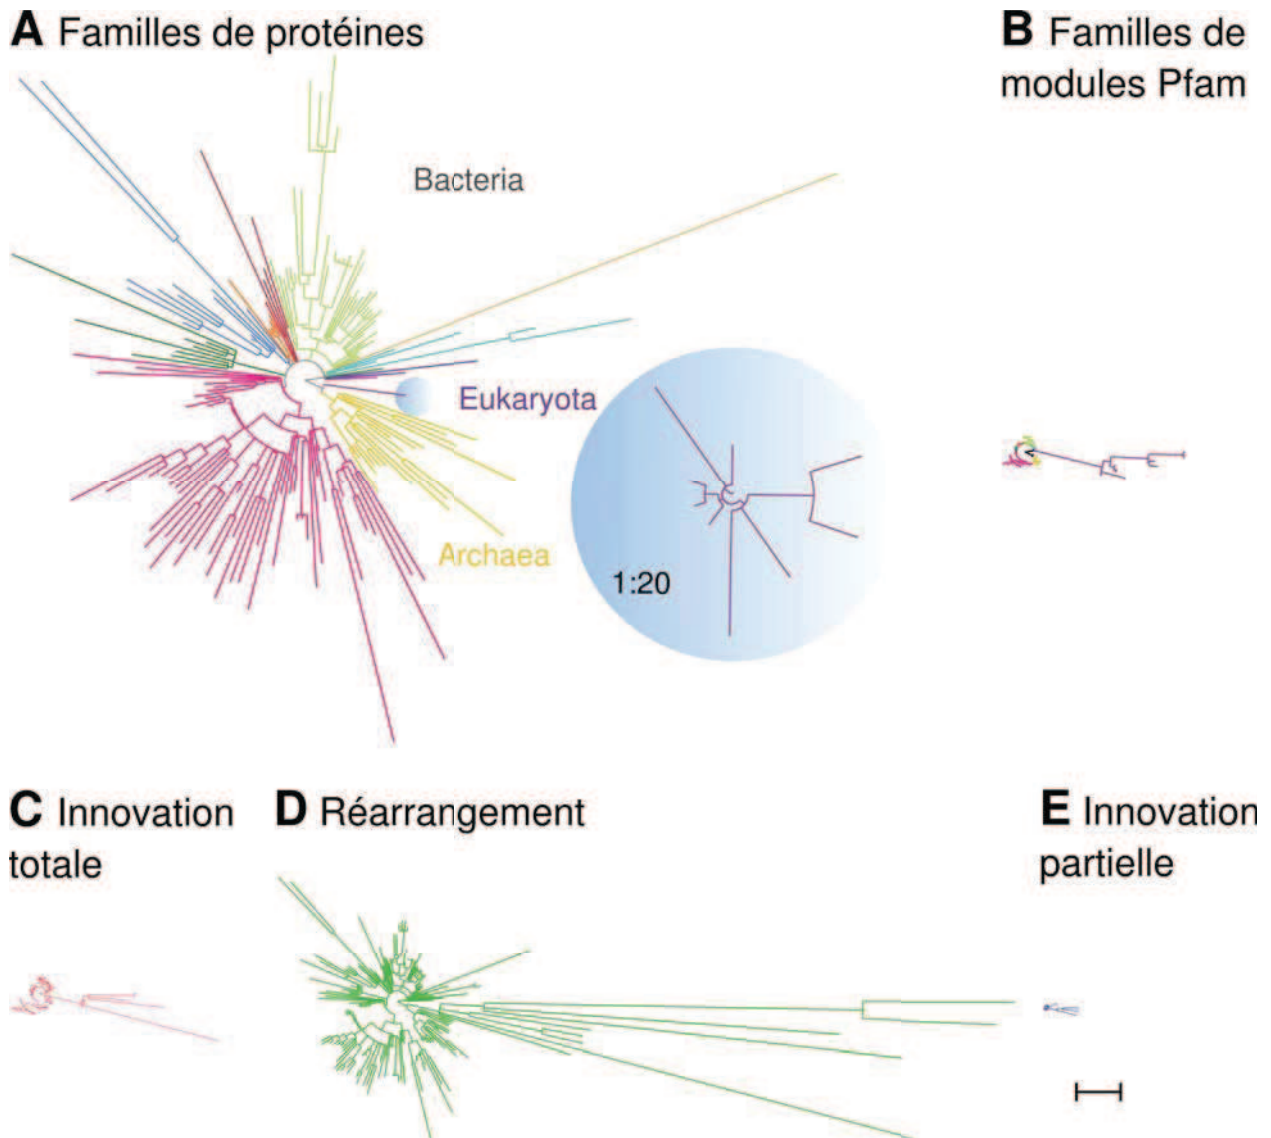 A Familles de protéines
B Familles de
modules Pfam
Bacteria
Eukaryota
Archaea
1:20
C Innovation
totale
D Réarrangement
E Innovation
partielle